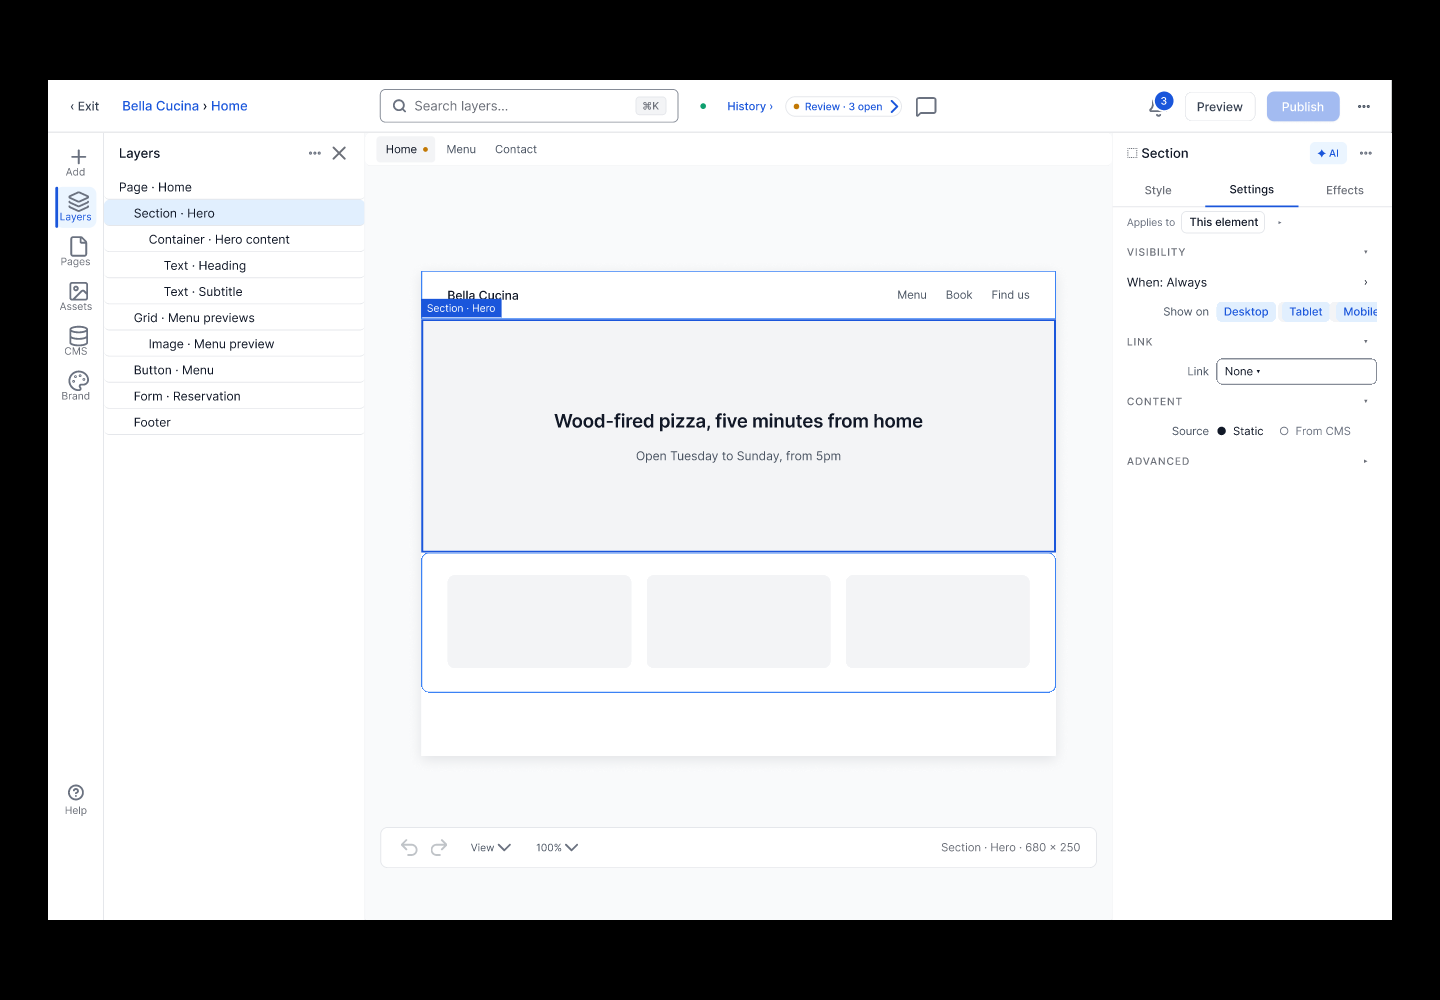 ‹ Exit
Bella Cucina › Home
Search layers...
⌘K
History ›
Review · 3 open
3
Preview
Publish
Add
Layers
Pages
Assets
CMS
Brand
Help
Layers
Page · Home
Section · Hero
Container · Hero content
Text · Heading
Text · Subtitle
Grid · Menu previews
Image · Menu preview
Button · Menu
Form · Reservation
Footer
Home
Menu
Contact
Bella Cucina
Menu
Book
Find us
Section · Hero
Wood-fired pizza, five minutes from home
Open Tuesday to Sunday, from 5pm
View
100%
Section · Hero · 680 × 250
Section
AI
Style
Settings
Effects
Applies to
This element
VISIBILITY
When: Always
Show on
Desktop
Tablet
Mobile
LINK
Link
None
CONTENT
Source
Static
From CMS
ADVANCED